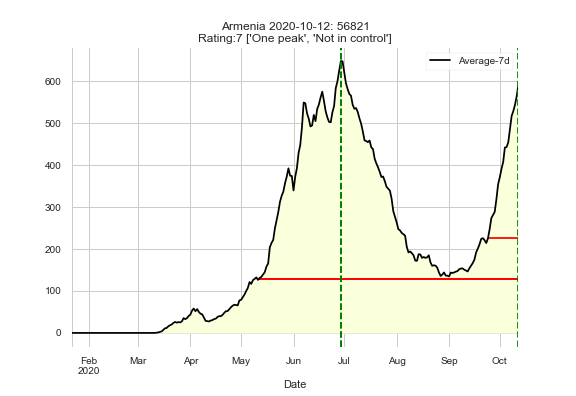 Armenia 2020-10-12: 56821
Rating:7 ['One peak', 'Not in control']
Average-7d
600
500
400
300
200
100
0
Feb
2020
Mar
Apr
May
Jun
Jul
Aug
Sep
Oct
Date